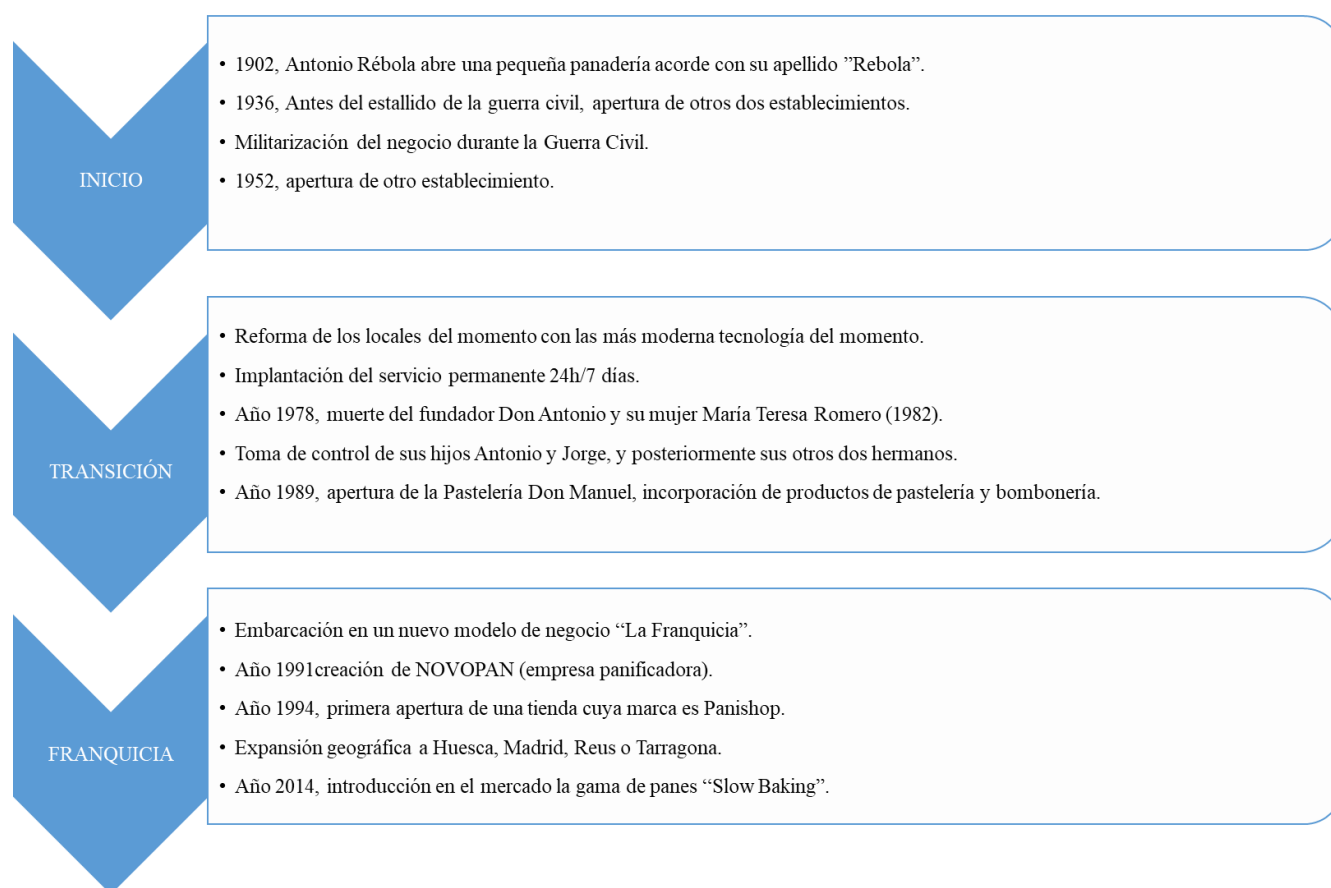 INICIO
• 1902, Antonio Rébola abre una pequeña panadería acorde con su apellido ”Rebola”.
• 1936, Antes del estallido de la guerra civil, apertura de otros dos establecimientos.
• Militarización del negocio durante la Guerra Civil.
• 1952, apertura de otro establecimiento.
TRANSICIÓN
• Reforma de los locales del momento con las más moderna tecnología del momento.
• Implantación del servicio permanente 24h/7 días.
• Año 1978, muerte del fundador Don Antonio y su mujer María Teresa Romero (1982).
• Toma de control de sus hijos Antonio y Jorge, y posteriormente sus otros dos hermanos.
• Año 1989, apertura de la Pastelería Don Manuel, incorporación de productos de pastelería y bombonería.
FRANQUICIA
• Embarcación en un nuevo modelo de negocio “La Franquicia”.
• Año 1991creación de NOVOPAN (empresa panificadora).
• Año 1994, primera apertura de una tienda cuya marca es Panishop.
• Expansión geográfica a Huesca, Madrid, Reus o Tarragona.
• Año 2014, introducción en el mercado la gama de panes “Slow Baking”.